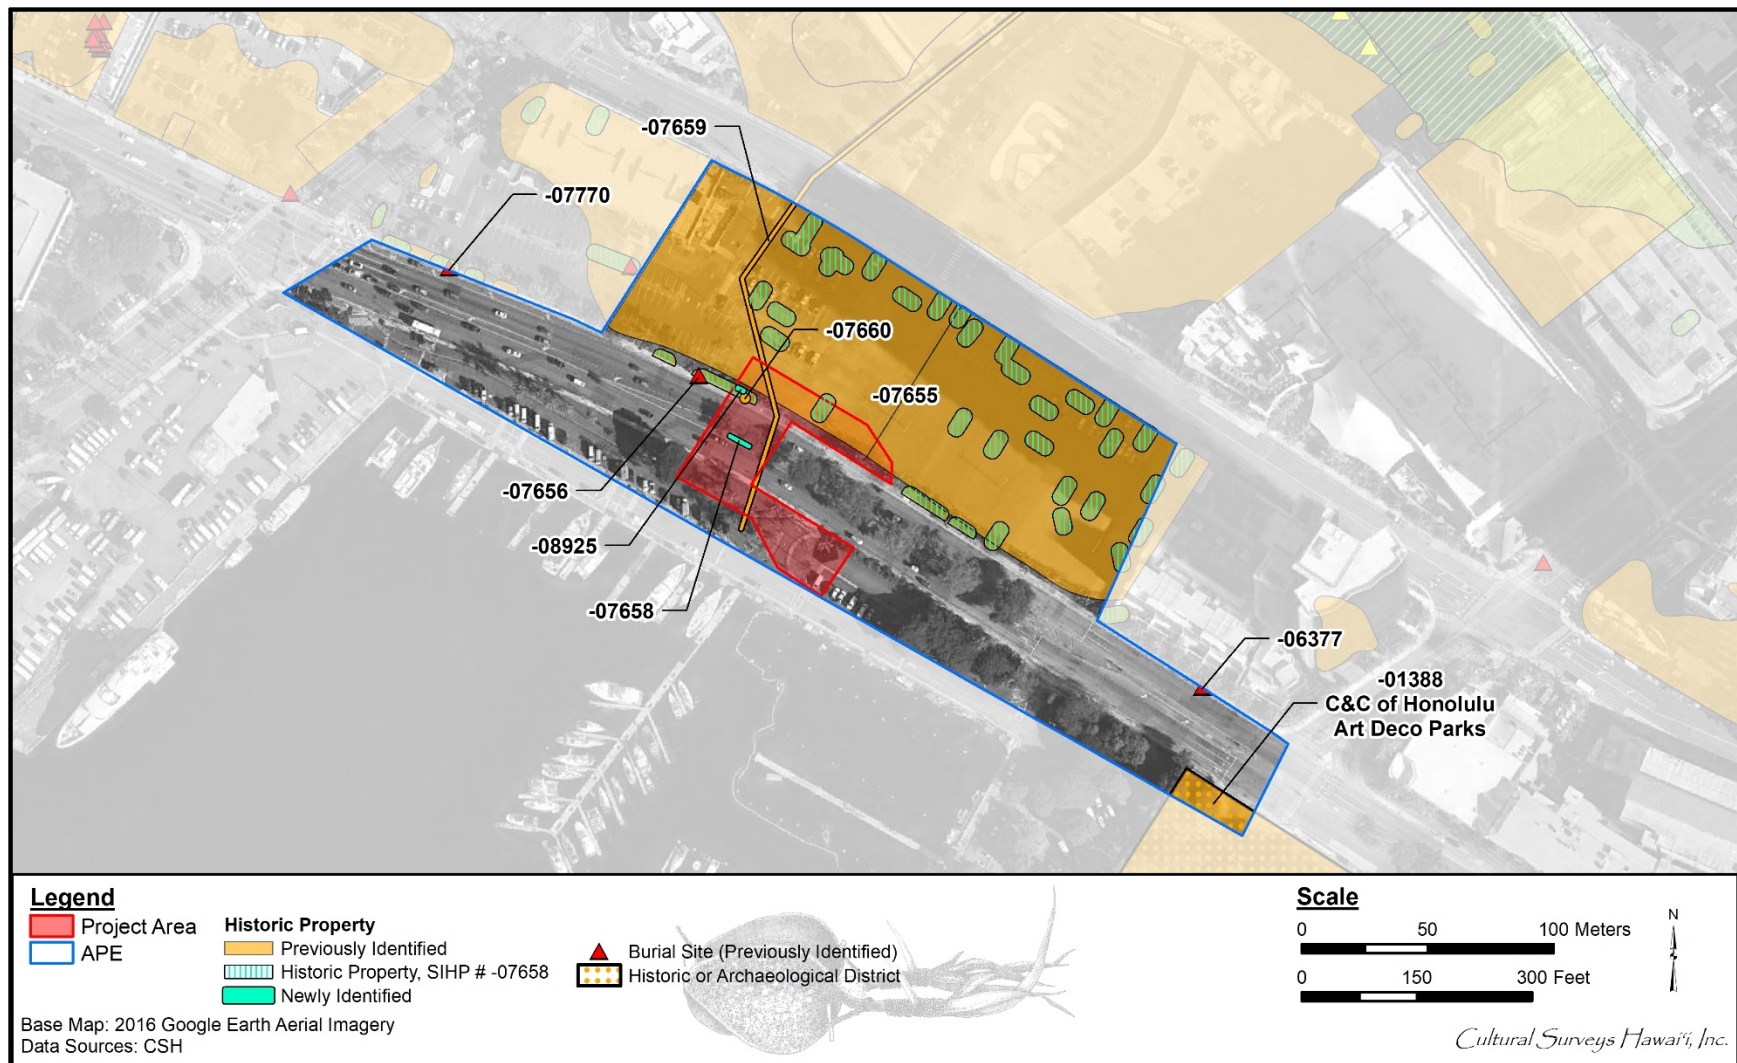 -07659
-07770
-07660
-07655
-07656
-08925
-07658
-06377
-01388
C&C of Honolulu
Art Deco Parks
Legend
Project Area
APE
Historic Property
Previously Identified
Historic Property, SIHP # -07658
Newly Identified
Burial Site (Previously Identified)
Historic or Archaeological District
Base Map: 2016 Google Earth Aerial Imagery
Data Sources: CSH
Scale
0 50 100 Meters
0 150 300 Feet
N
Cultural Surveys Hawaiʻi, Inc.